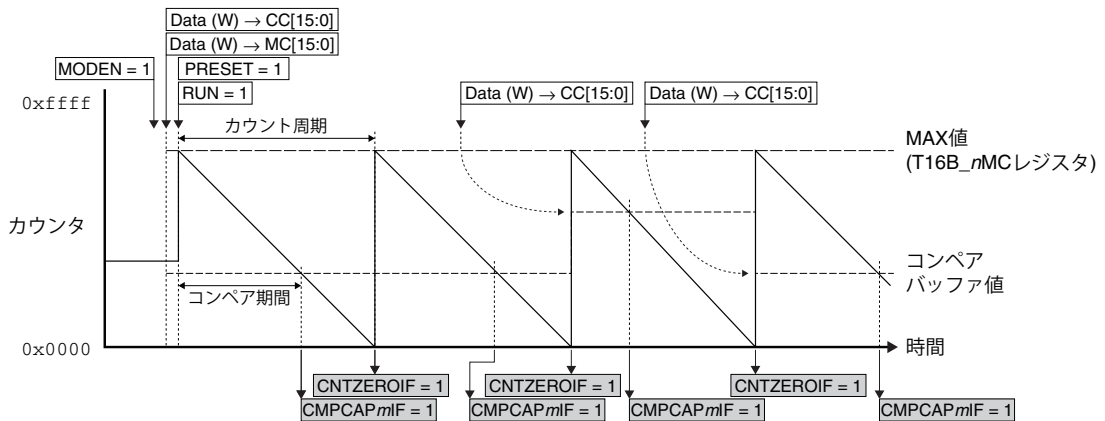 Data (W) → CC[15:0]
Data (W) → MC[15:0]
MODEN = 1
PRESET = 1
RUN = 1
Data (W) → CC[15:0]
Data (W) → CC[15:0]
0xffff
カウント周期
MAX値
(T16B_nMCレジスタ)
カウンタ
コンペア期間
コンペア
バッファ値
0x0000
時間
CNTZEROIF = 1
CNTZEROIF = 1
CNTZEROIF = 1
CMPCAPmIF = 1
CMPCAPmIF = 1
CMPCAPmIF = 1
CMPCAPmIF = 1